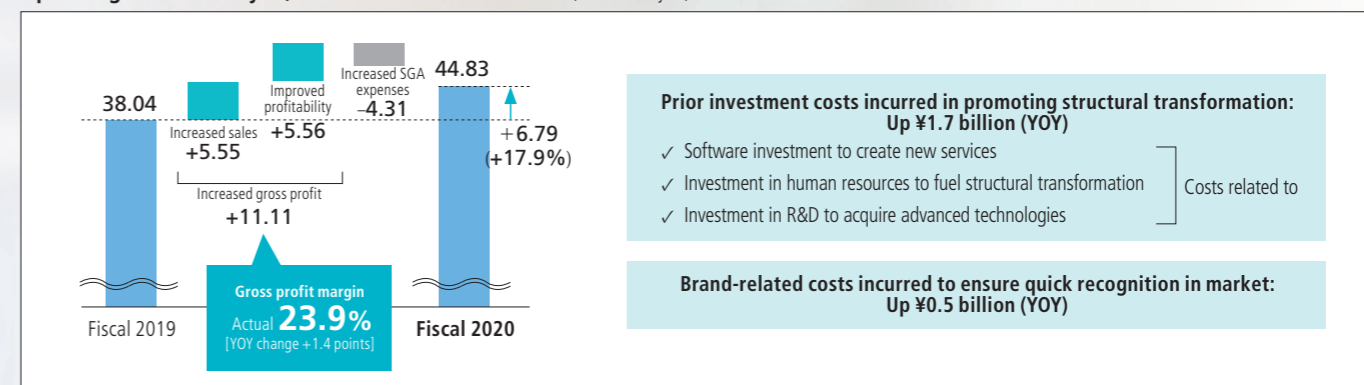 38.04
Increased sales
+5.55
Improved
profitability
+5.56
Increased SGA
expenses
–4.31
44.83
+6.79
(+17.9%)
Increased gross profit
+11.11
Gross profit margin
Actual 23.9%
[YOY change +1.4 points]
Fiscal 2019
Fiscal 2020
Prior investment costs incurred in promoting structural transformation:
Up ¥1.7 billion (YOY)
✓ Software investment to create new services
✓ Investment in human resources to fuel structural transformation
✓ Investment in R&D to acquire advanced technologies
Costs related to
Brand-related costs incurred to ensure quick recognition in market:
Up ¥0.5 billion (YOY)